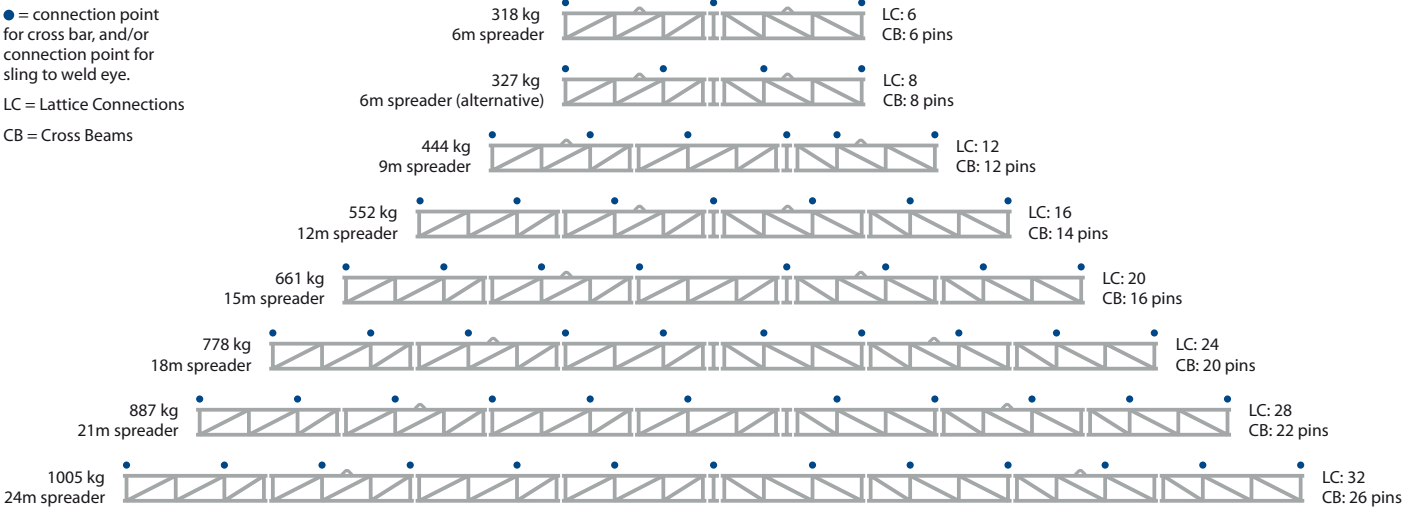 = connection point
for cross bar, and/or
connection point for
sling to weld eye.
LC = Lattice Connections
CB = Cross Beams
318 kg
6m spreader
LC: 6
CB: 6 pins
327 kg
6m spreader (alternative)
LC: 8
CB: 8 pins
444 kg
9m spreader
LC: 12
CB: 12 pins
552 kg
12m spreader
LC: 16
CB: 14 pins
661 kg
15m spreader
LC: 20
CB: 16 pins
778 kg
18m spreader
LC: 24
CB: 20 pins
887 kg
21m spreader
LC: 28
CB: 22 pins
1005 kg
24m spreader
LC: 32
CB: 26 pins